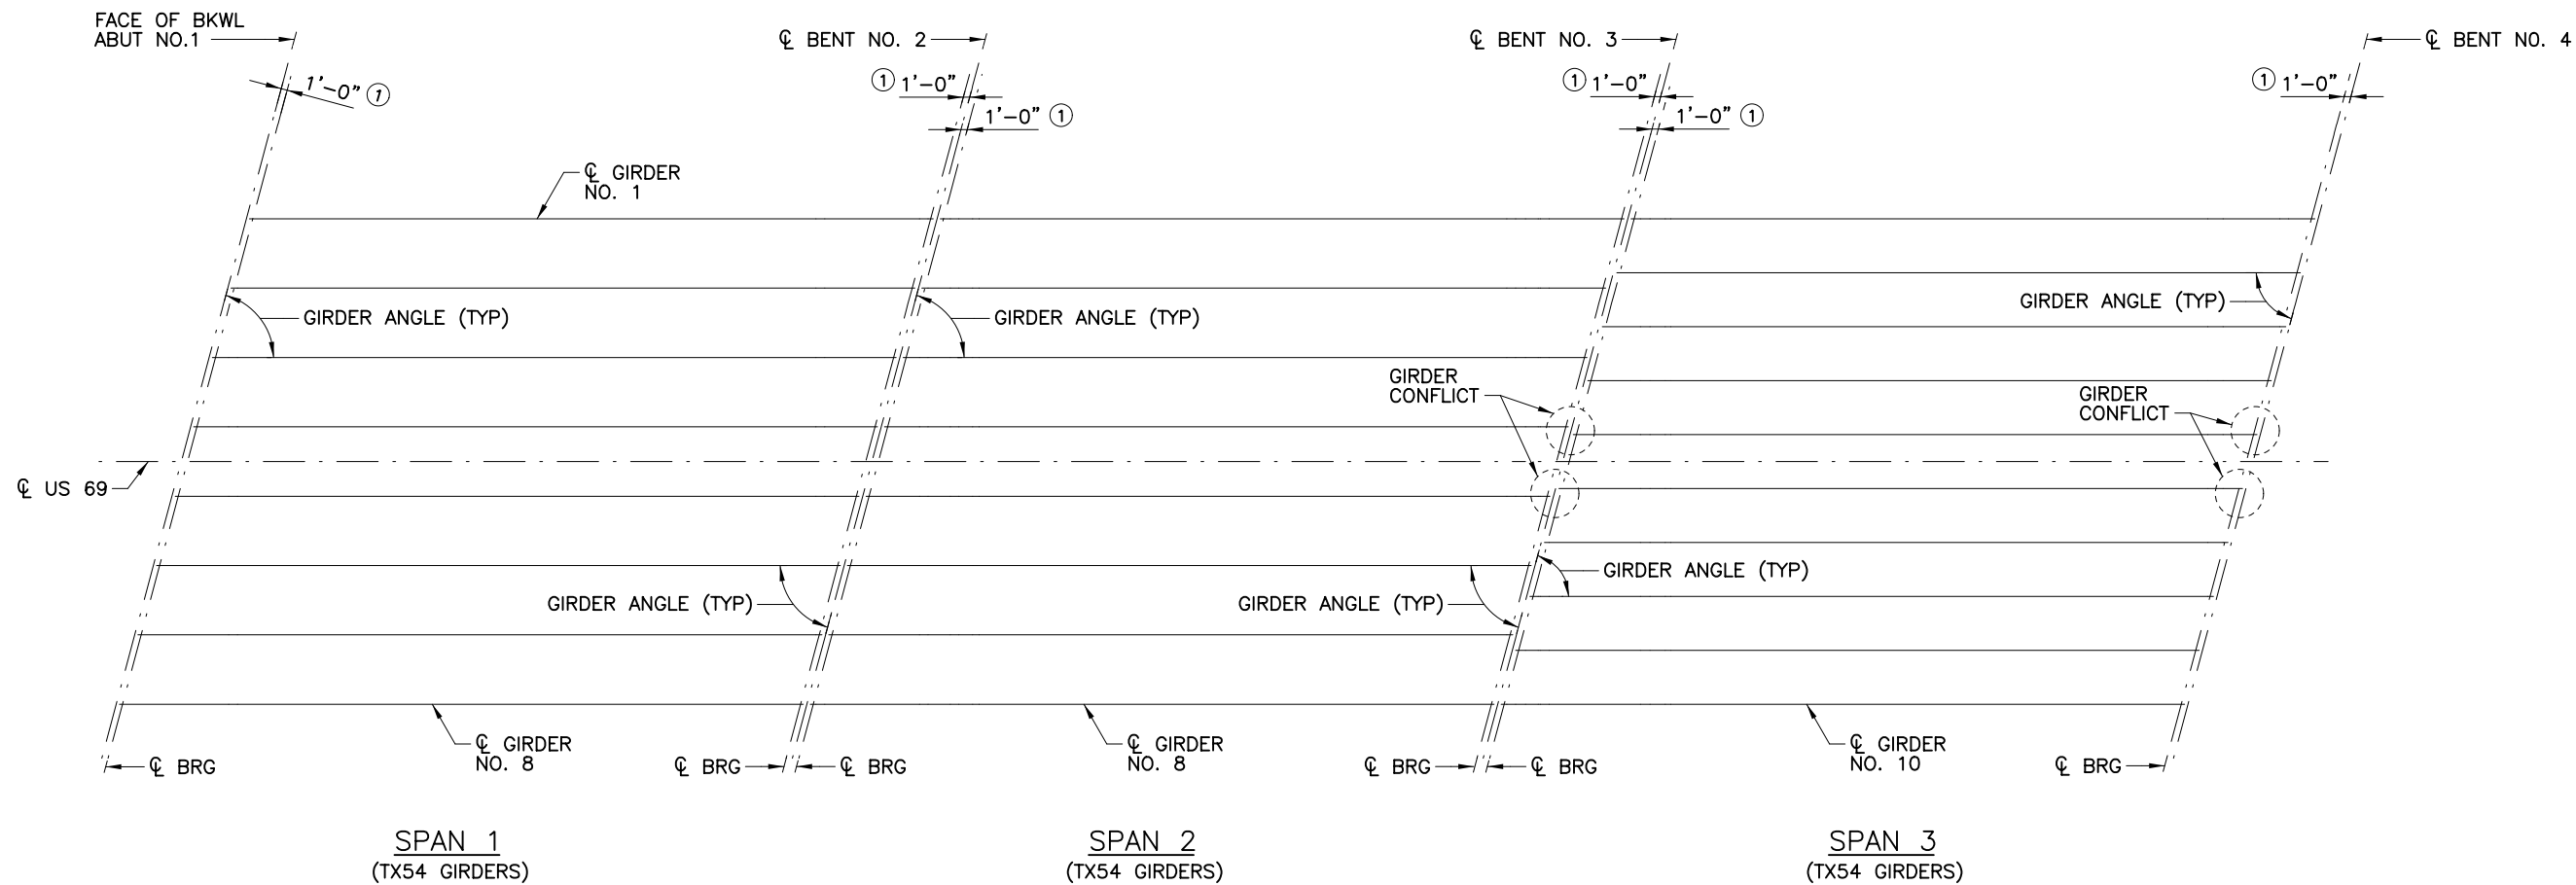 FACE OF BKWL
ABUT NO.1
℄ BENT NO. 2
℄ BENT NO. 3
℄ BENT NO. 4
1'-0" ①
① 1'-0"
1'-0" ①
① 1'-0"
1'-0" ①
① 1'-0"
℄ GIRDER
NO. 1
GIRDER ANGLE (TYP)
GIRDER ANGLE (TYP)
GIRDER ANGLE (TYP)
GIRDER
CONFLICT
GIRDER
CONFLICT
℄ US 69
GIRDER ANGLE (TYP)
GIRDER ANGLE (TYP)
GIRDER ANGLE (TYP)
℄ GIRDER
NO. 8
℄ GIRDER
NO. 8
℄ GIRDER
NO. 10
℄ BRG
℄ BRG
℄ BRG
℄ BRG
℄ BRG
℄ BRG
SPAN 1
(TX54 GIRDERS)
SPAN 2
(TX54 GIRDERS)
SPAN 3
(TX54 GIRDERS)